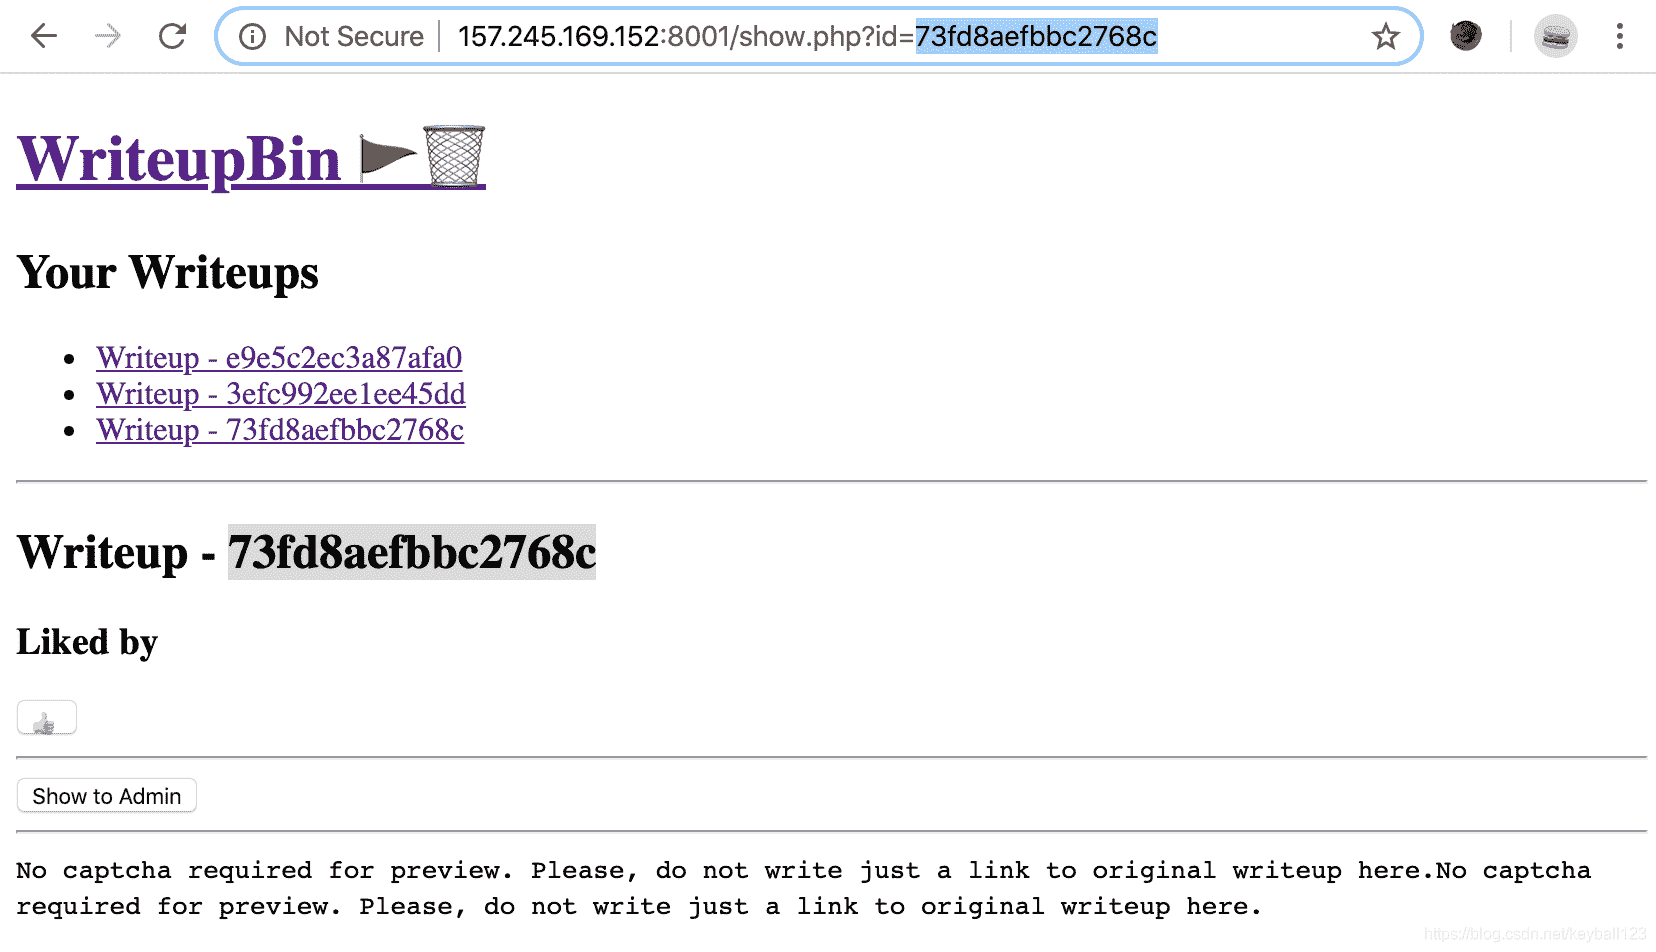 Not Secure 157.245.169.152:8001/show.php?id=73fd8aefbbc2768c
WriteupBin
Your Writeups
Writeup - e9e5c2ec3a87afa0
Writeup - 3efc992ee1ee45dd
Writeup - 73fd8aefbbc2768c
Writeup - 73fd8aefbbc2768c
Liked by
Show to Admin
No captcha required for preview. Please, do not write just a link to original writeup here.No captcha
required for preview. Please, do not write just a link to original writeup here.
https://blog.csdn.net/keyball123